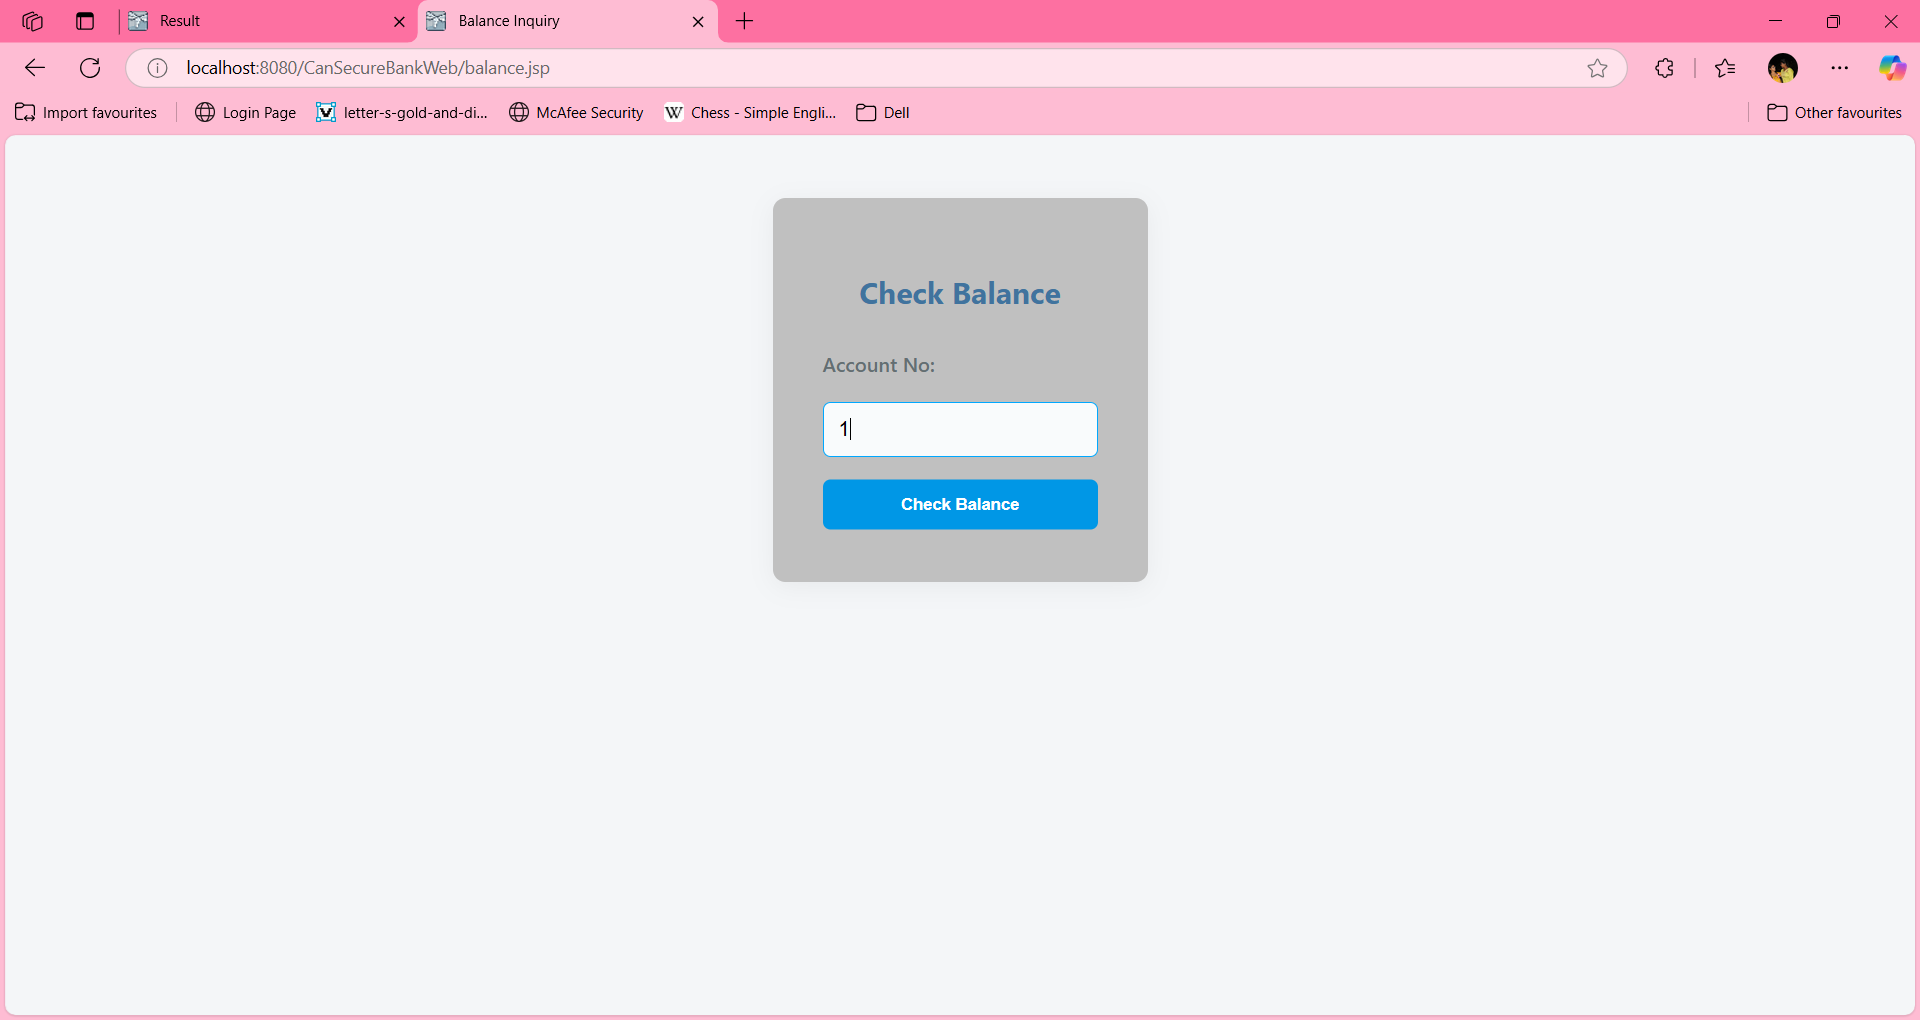 Result
Balance Inquiry
localhost:8080/CanSecureBankWeb/balance.jsp
Import favourites
Login Page
letter-s-gold-and-di...
McAfee Security
W Chess - Simple Engli...
Dell
Other favourites
Check Balance
Account No:
1
Check Balance